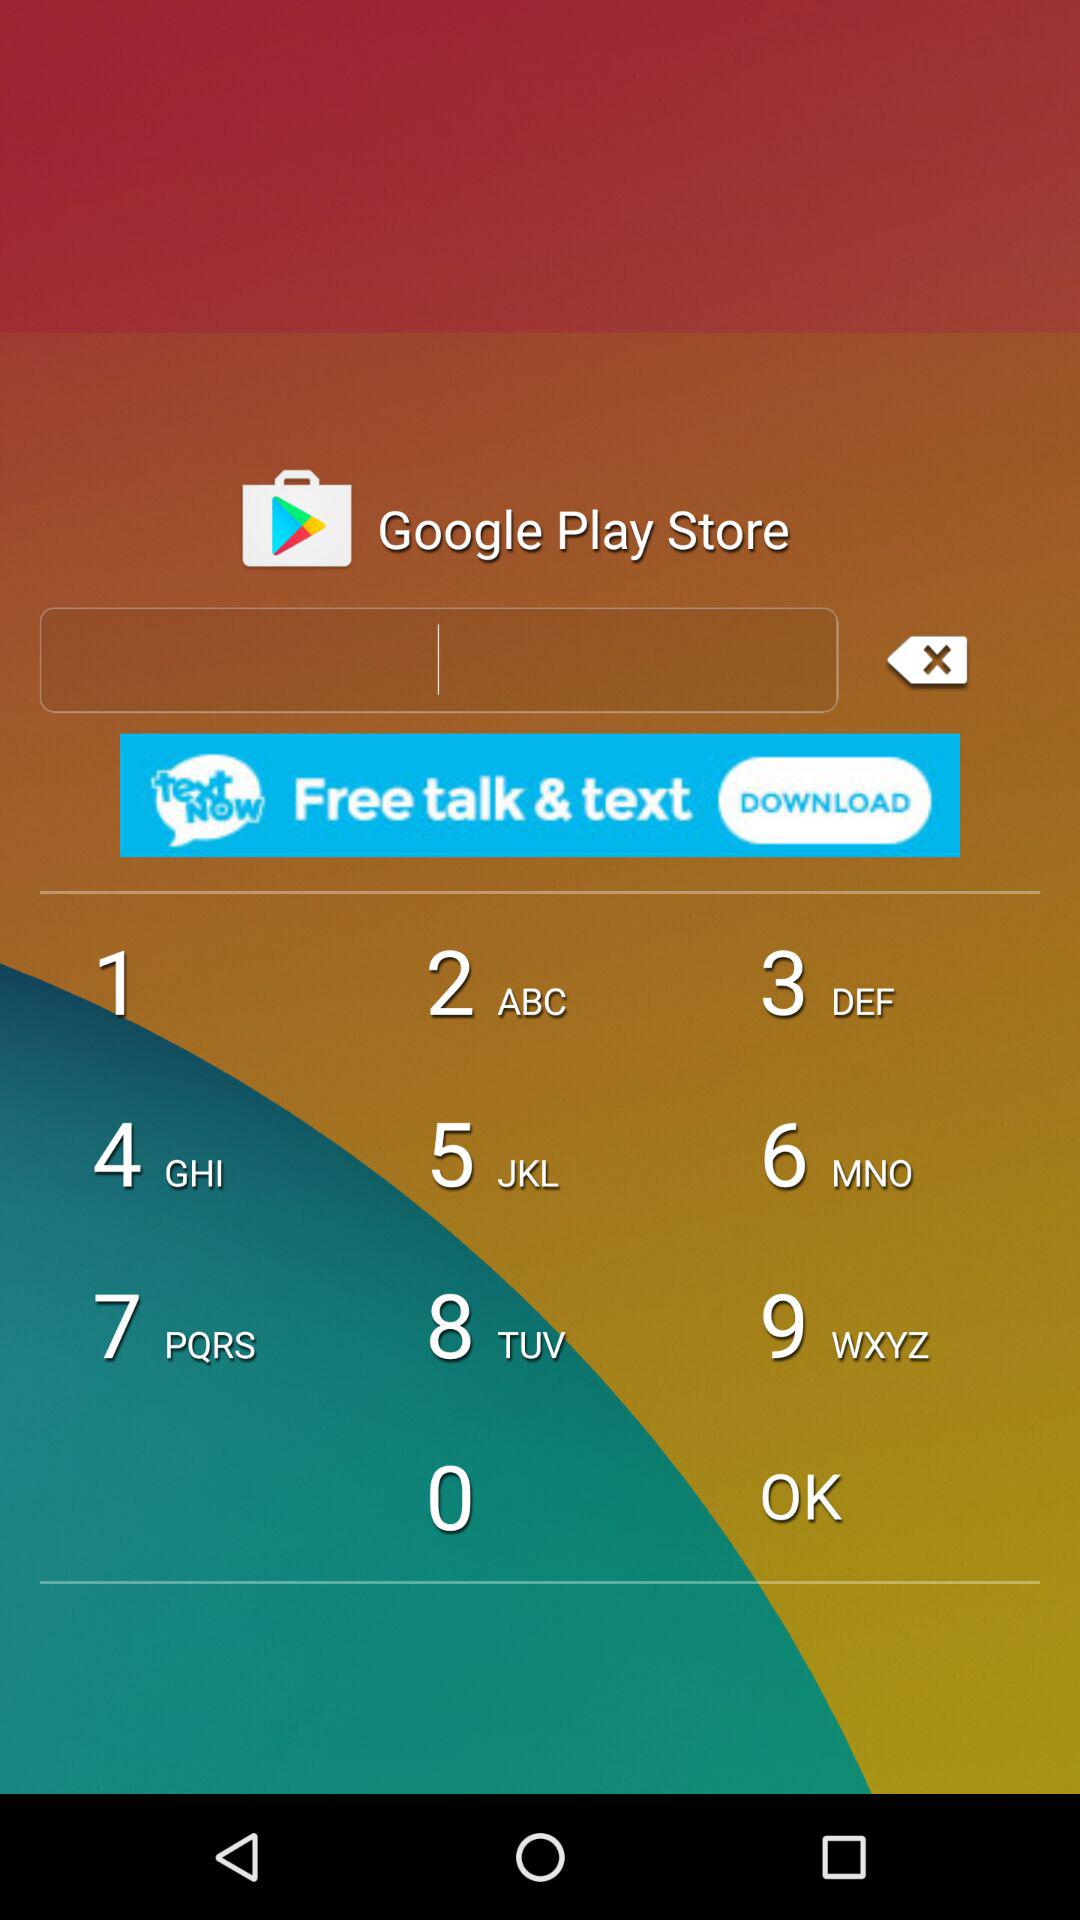 Google Play Store
text NOW Free talk & text DOWNLOAD
1 2 ABC 3 DEF
4 GHI 5 JKL 6 MNO
7 PQRS 8 TUV 9 WXYZ
0 OK